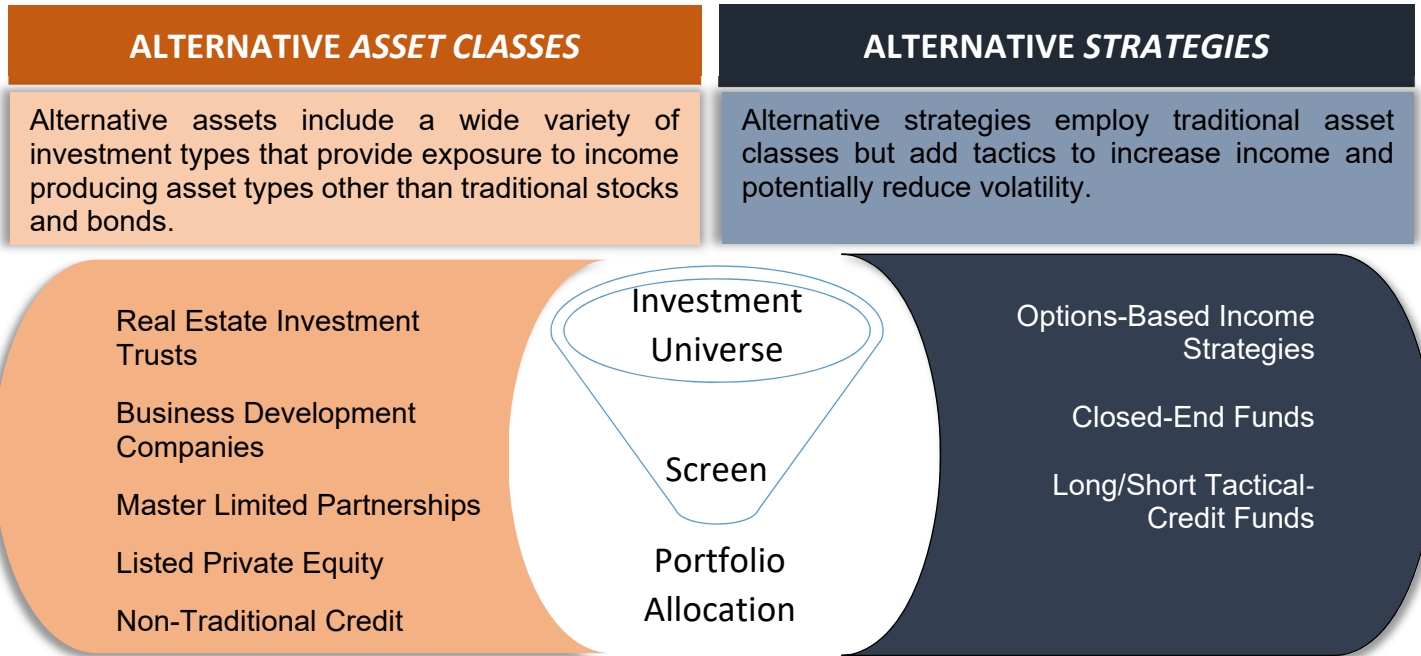 ALTERNATIVE ASSET CLASSES
Alternative assets include a wide variety of
investment types that provide exposure to income
producing asset types other than traditional stocks
and bonds.
ALTERNATIVE STRATEGIES
Alternative strategies employ traditional asset
classes but add tactics to increase income and
potentially reduce volatility.
Real Estate Investment
Trusts
Business Development
Companies
Master Limited Partnerships
Listed Private Equity
Non-Traditional Credit
Investment
Universe
Screen
Portfolio
Allocation
Options-Based Income
Strategies
Closed-End Funds
Long/Short Tactical-
Credit Funds